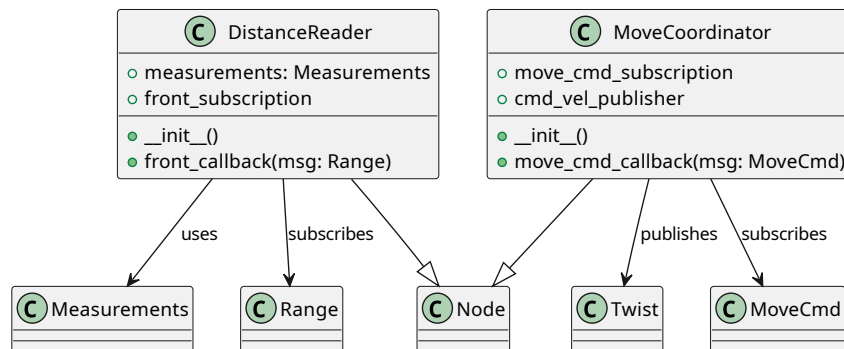 C DistanceReader
measurements: Measurements
front_subscription
__init__()
front_callback(msg: Range)
C MoveCoordinator
move_cmd_subscription
cmd_vel_publisher
__init__()
move_cmd_callback(msg: MoveCmd)
uses
subscribes
publishes
subscribes
C Measurements
C Range
C Node
C Twist
C MoveCmd